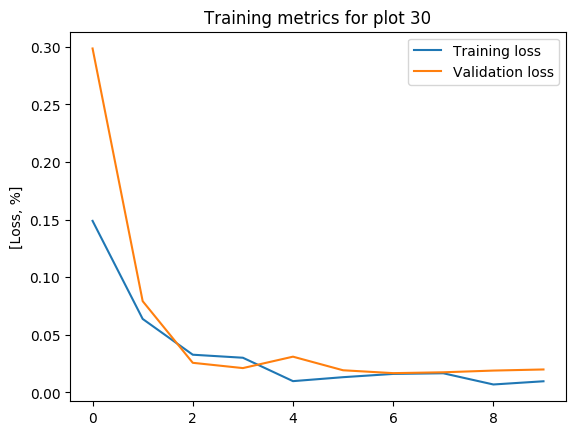 Training metrics for plot 30
Training loss
Validation loss
[Loss, %]
0.30
0.25
0.20
0.15
0.10
0.05
0.00
0 2 4 6 8